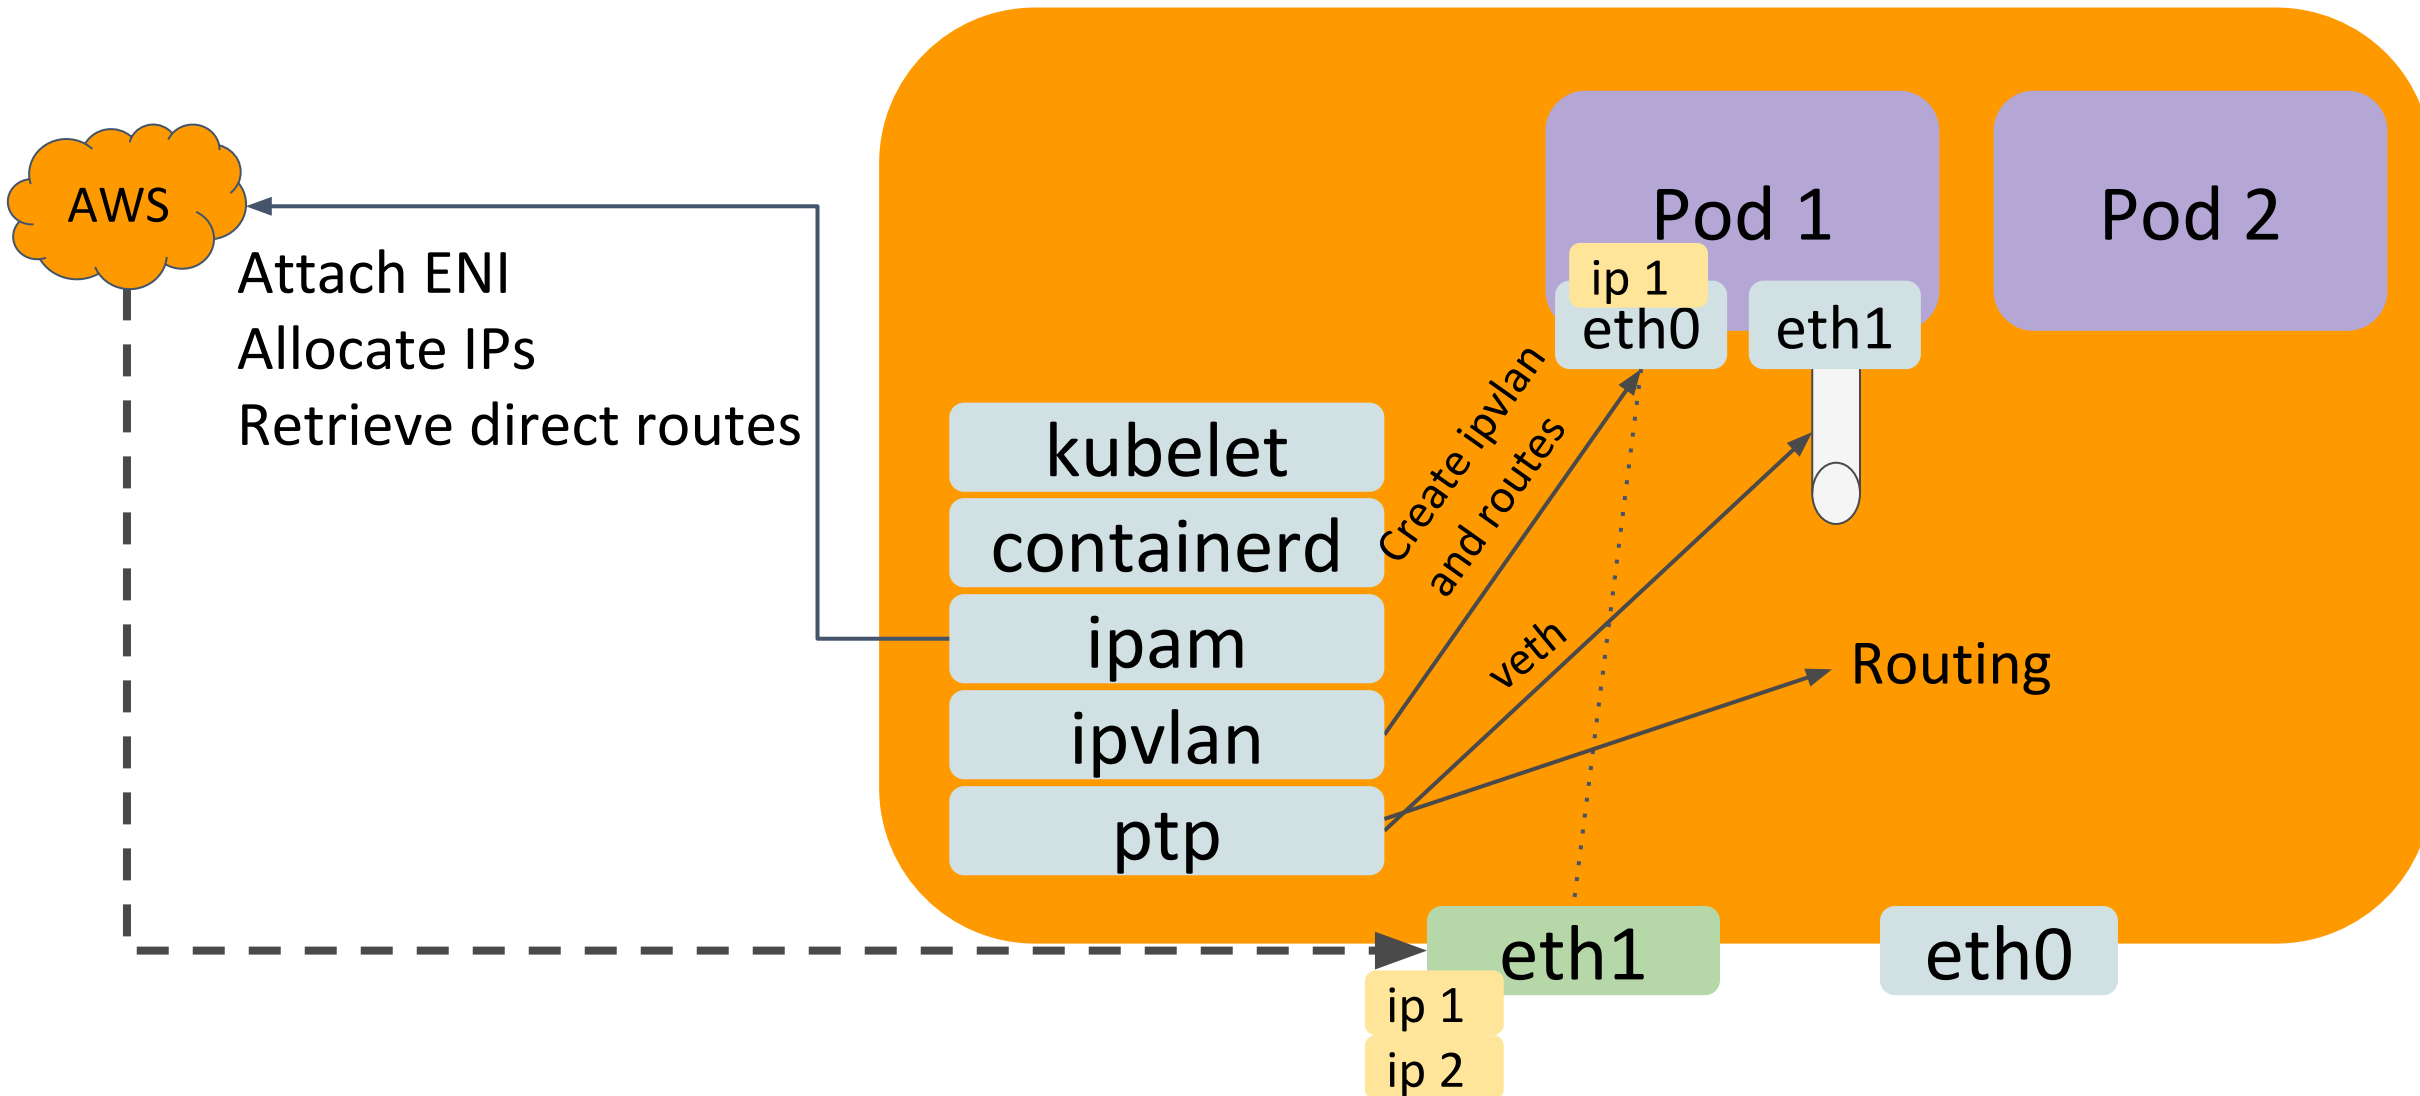 AWS
Attach ENI
Allocate IPs
Retrieve direct routes
Pod 1
Pod 2
ip 1
eth0
eth1
kubelet
containerd
ipam
ipvlan
ptp
Create ipvlan
and routes
veth
Routing
eth1
eth0
ip 1
ip 2